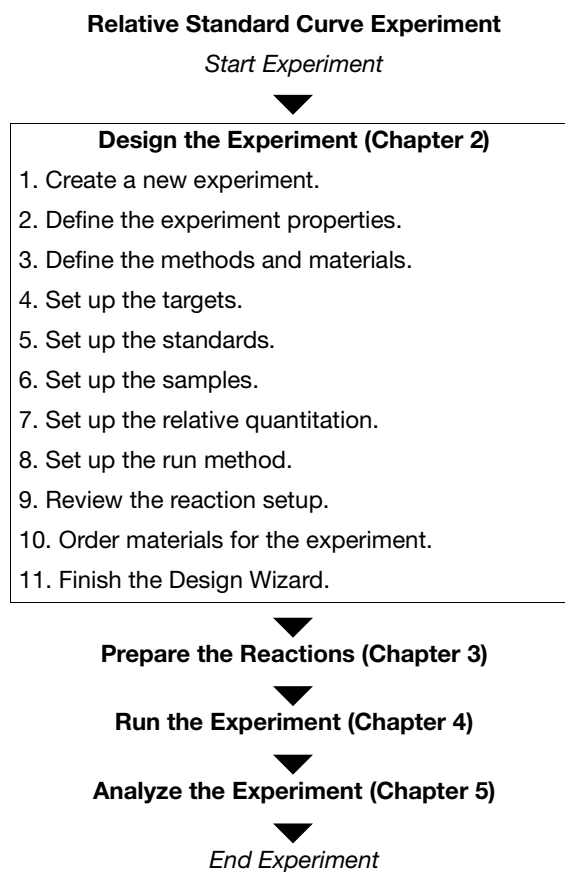 Relative Standard Curve Experiment
Start Experiment
Design the Experiment (Chapter 2)
1. Create a new experiment.
2. Define the experiment properties.
3. Define the methods and materials.
4. Set up the targets.
5. Set up the standards.
6. Set up the samples.
7. Set up the relative quantitation.
8. Set up the run method.
9. Review the reaction setup.
10. Order materials for the experiment.
11. Finish the Design Wizard.
Prepare the Reactions (Chapter 3)
Run the Experiment (Chapter 4)
Analyze the Experiment (Chapter 5)
End Experiment